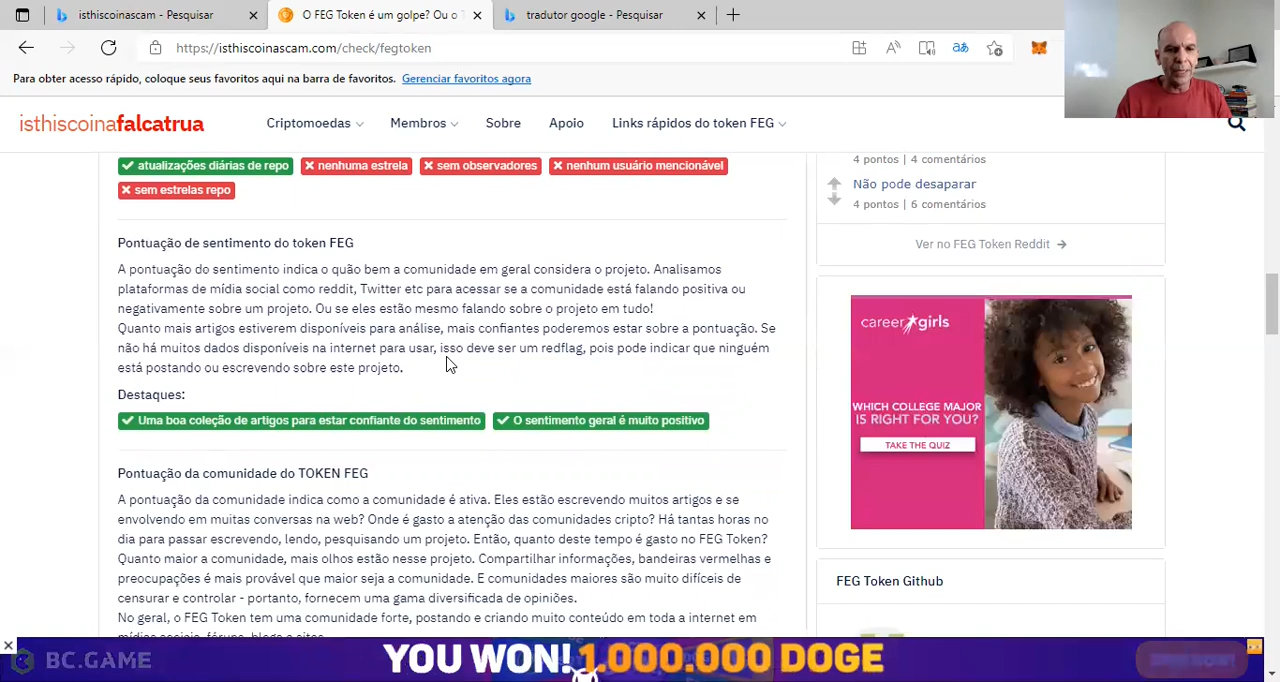 isthiscoinascam - Pesquisar
O FEG Token é um golpe? Ou o T
tradutor google - Pesquisar
https://isthiscoinascam.com/check/fegtoken
Para obter acesso rápido, coloque seus favoritos aqui na barra de favoritos. Gerenciar favoritos agora
isthiscoinafalcatrua
Criptomoedas
Membros
Sobre
Apoio
Links rápidos do token FEG
atualizações diárias de repo
nenhuma estrela
sem observadores
nenhum usuário mencionável
sem estrelas repo
Pontuação de sentimento do token FEG
A pontuação do sentimento indica o quão bem a comunidade em geral considera o projeto. Analisamos
plataformas de mídia social como reddit, Twitter etc para acessar se a comunidade está falando positiva ou
negativamente sobre um projeto. Ou se eles estão mesmo falando sobre o projeto em tudo!
Quanto mais artigos estiverem disponíveis para análise, mais confiantes poderemos estar sobre a pontuação. Se
não há muitos dados disponíveis na internet para usar, isso deve ser um redflag, pois pode indicar que ninguém
está postando ou escrevendo sobre este projeto.
Destaques:
Uma boa coleção de artigos para estar confiante do sentimento
O sentimento geral é muito positivo
Pontuação da comunidade do TOKEN FEG
A pontuação da comunidade indica como a comunidade é ativa. Eles estão escrevendo muitos artigos e se
envolvendo em muitas conversas na web? Onde é gasto a atenção das comunidades cripto? Há tantas horas no
dia para passar escrevendo, lendo, pesquisando um projeto. Então, quanto deste tempo é gasto no FEG Token?
Quanto maior a comunidade, mais olhos estão nesse projeto. Compartilhar informações, bandeiras vermelhas e
preocupações é mais provável que maior seja a comunidade. E comunidades maiores são muito difíceis de
censurar e controlar - portanto, fornecem uma gama diversificada de opiniões.
No geral, o FEG Token tem uma comunidade forte, postando e criando muito conteúdo em toda a internet em
mídias sociais, fóruns, blogs e sites.
4 pontos | 4 comentários
Não pode desaparar
4 pontos | 6 comentários
Ver no FEG Token Reddit
career girls
WHICH COLLEGE MAJOR
IS RIGHT FOR YOU?
TAKE THE QUIZ
FEG Token Github
BC.GAME
YOU WON! 1.000.000 DOGE